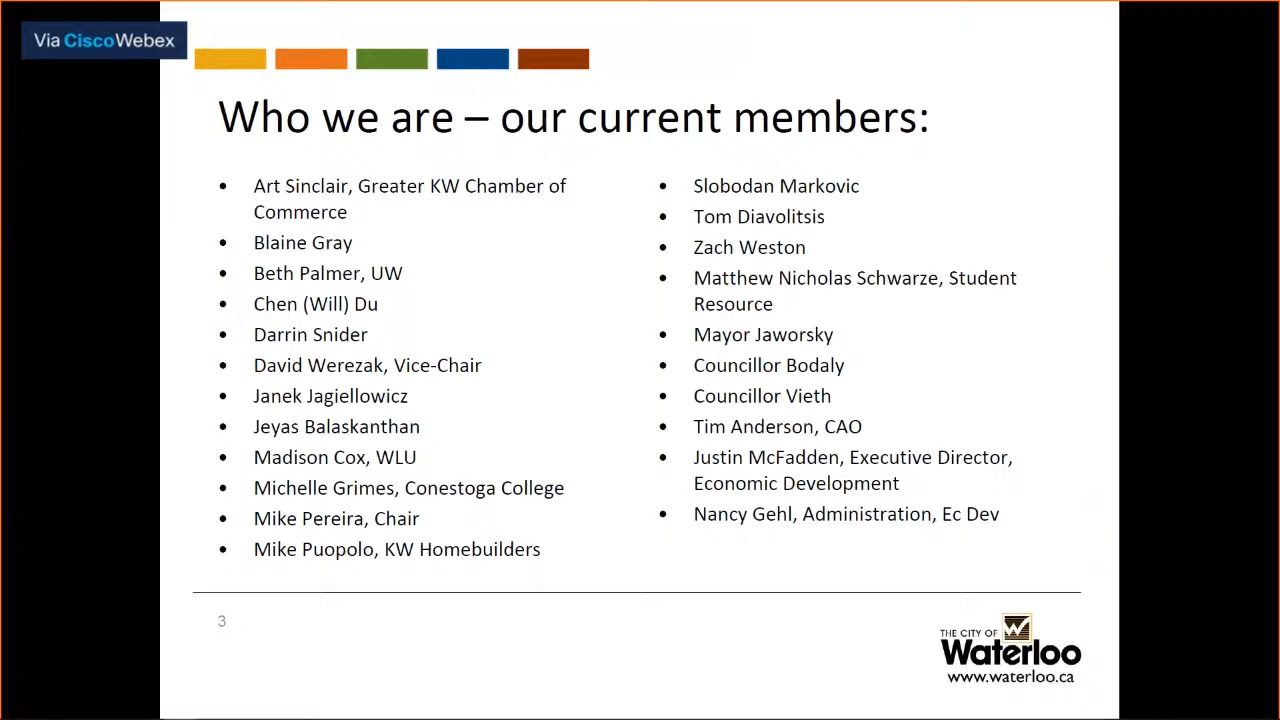 Via CiscoWebex
Who we are – our current members:
• Art Sinclair, Greater KW Chamber of
Commerce
• Blaine Gray
• Beth Palmer, UW
• Chen (Will) Du
• Darrin Snider
• David Werezak, Vice-Chair
• Janek Jagiellowicz
• Jeyas Balaskanthan
• Madison Cox, WLU
• Michelle Grimes, Conestoga College
• Mike Pereira, Chair
• Mike Puopolo, KW Homebuilders
• Slobodan Markovic
• Tom Diavolitsis
• Zach Weston
• Matthew Nicholas Schwarze, Student
Resource
• Mayor Jaworsky
• Councillor Bodaly
• Councillor Vieth
• Tim Anderson, CAO
• Justin McFadden, Executive Director,
Economic Development
• Nancy Gehl, Administration, Ec Dev
3
THE CITY OF
Waterloo
www.waterloo.ca